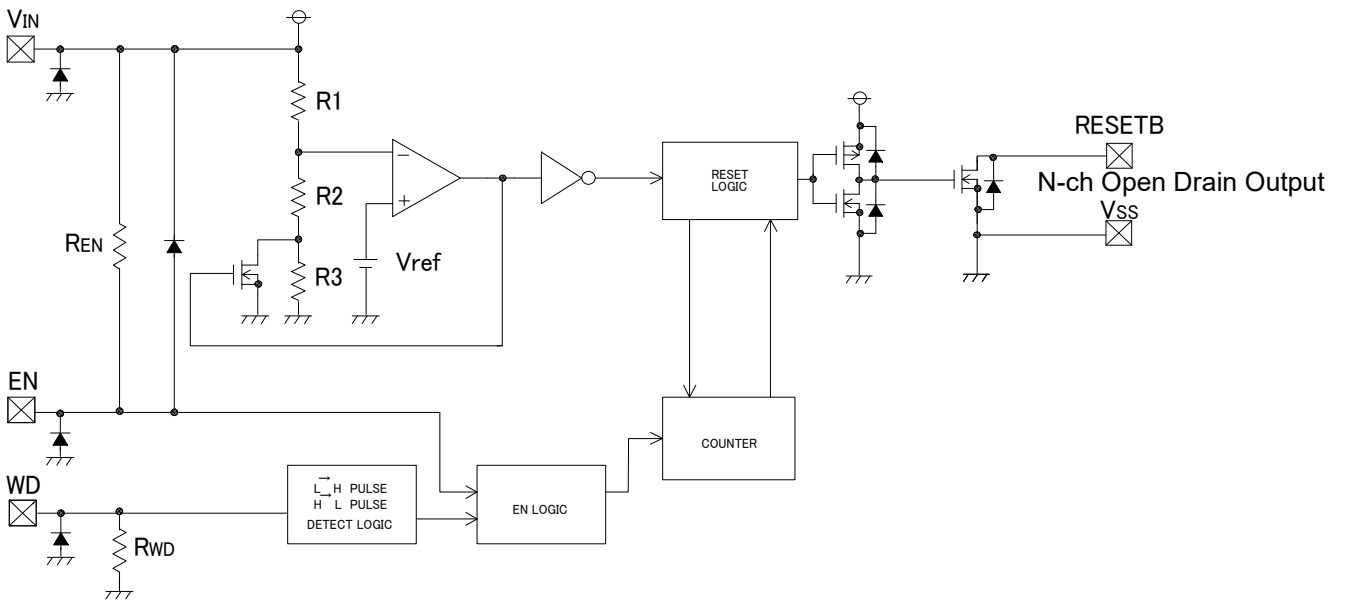 VIN
R1
R2
R3
Vref
REN
RESET
LOGIC
RESETB
N-ch Open Drain Output
VSS
EN
COUNTER
WD
L→H PULSE
H→L PULSE
DETECT LOGIC
EN LOGIC
RWD